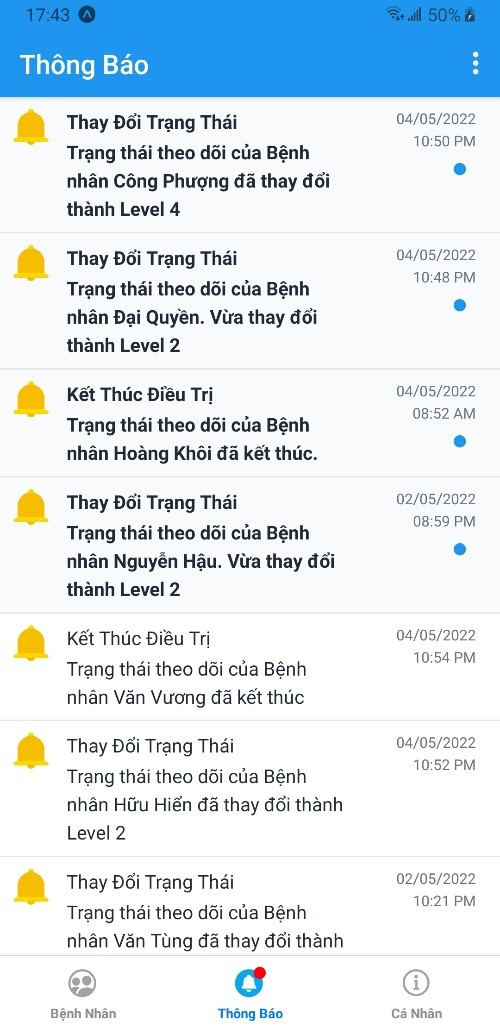 17:43
50%
Thông Báo
Thay Đổi Trạng Thái
04/05/2022
10:50 PM
Trạng thái theo dõi của Bệnh
nhân Công Phượng đã thay đổi
thành Level 4
Thay Đổi Trạng Thái
04/05/2022
10:48 PM
Trạng thái theo dõi của Bệnh
nhân Đại Quyền. Vừa thay đổi
thành Level 2
Kết Thúc Điều Trị
04/05/2022
08:52 AM
Trạng thái theo dõi của Bệnh
nhân Hoàng Khôi đã kết thúc.
Thay Đổi Trạng Thái
02/05/2022
08:59 PM
Trạng thái theo dõi của Bệnh
nhân Nguyễn Hậu. Vừa thay đổi
thành Level 2
Kết Thúc Điều Trị
04/05/2022
10:54 PM
Trạng thái theo dõi của Bệnh
nhân Văn Vương đã kết thúc
Thay Đổi Trạng Thái
04/05/2022
10:52 PM
Trạng thái theo dõi của Bệnh
nhân Hữu Hiển đã thay đổi thành
Level 2
Thay Đổi Trạng Thái
02/05/2022
10:21 PM
Trạng thái theo dõi của Bệnh
nhân Văn Tùng đã thay đổi thành
Bệnh Nhân
Thông Báo
Cá Nhân